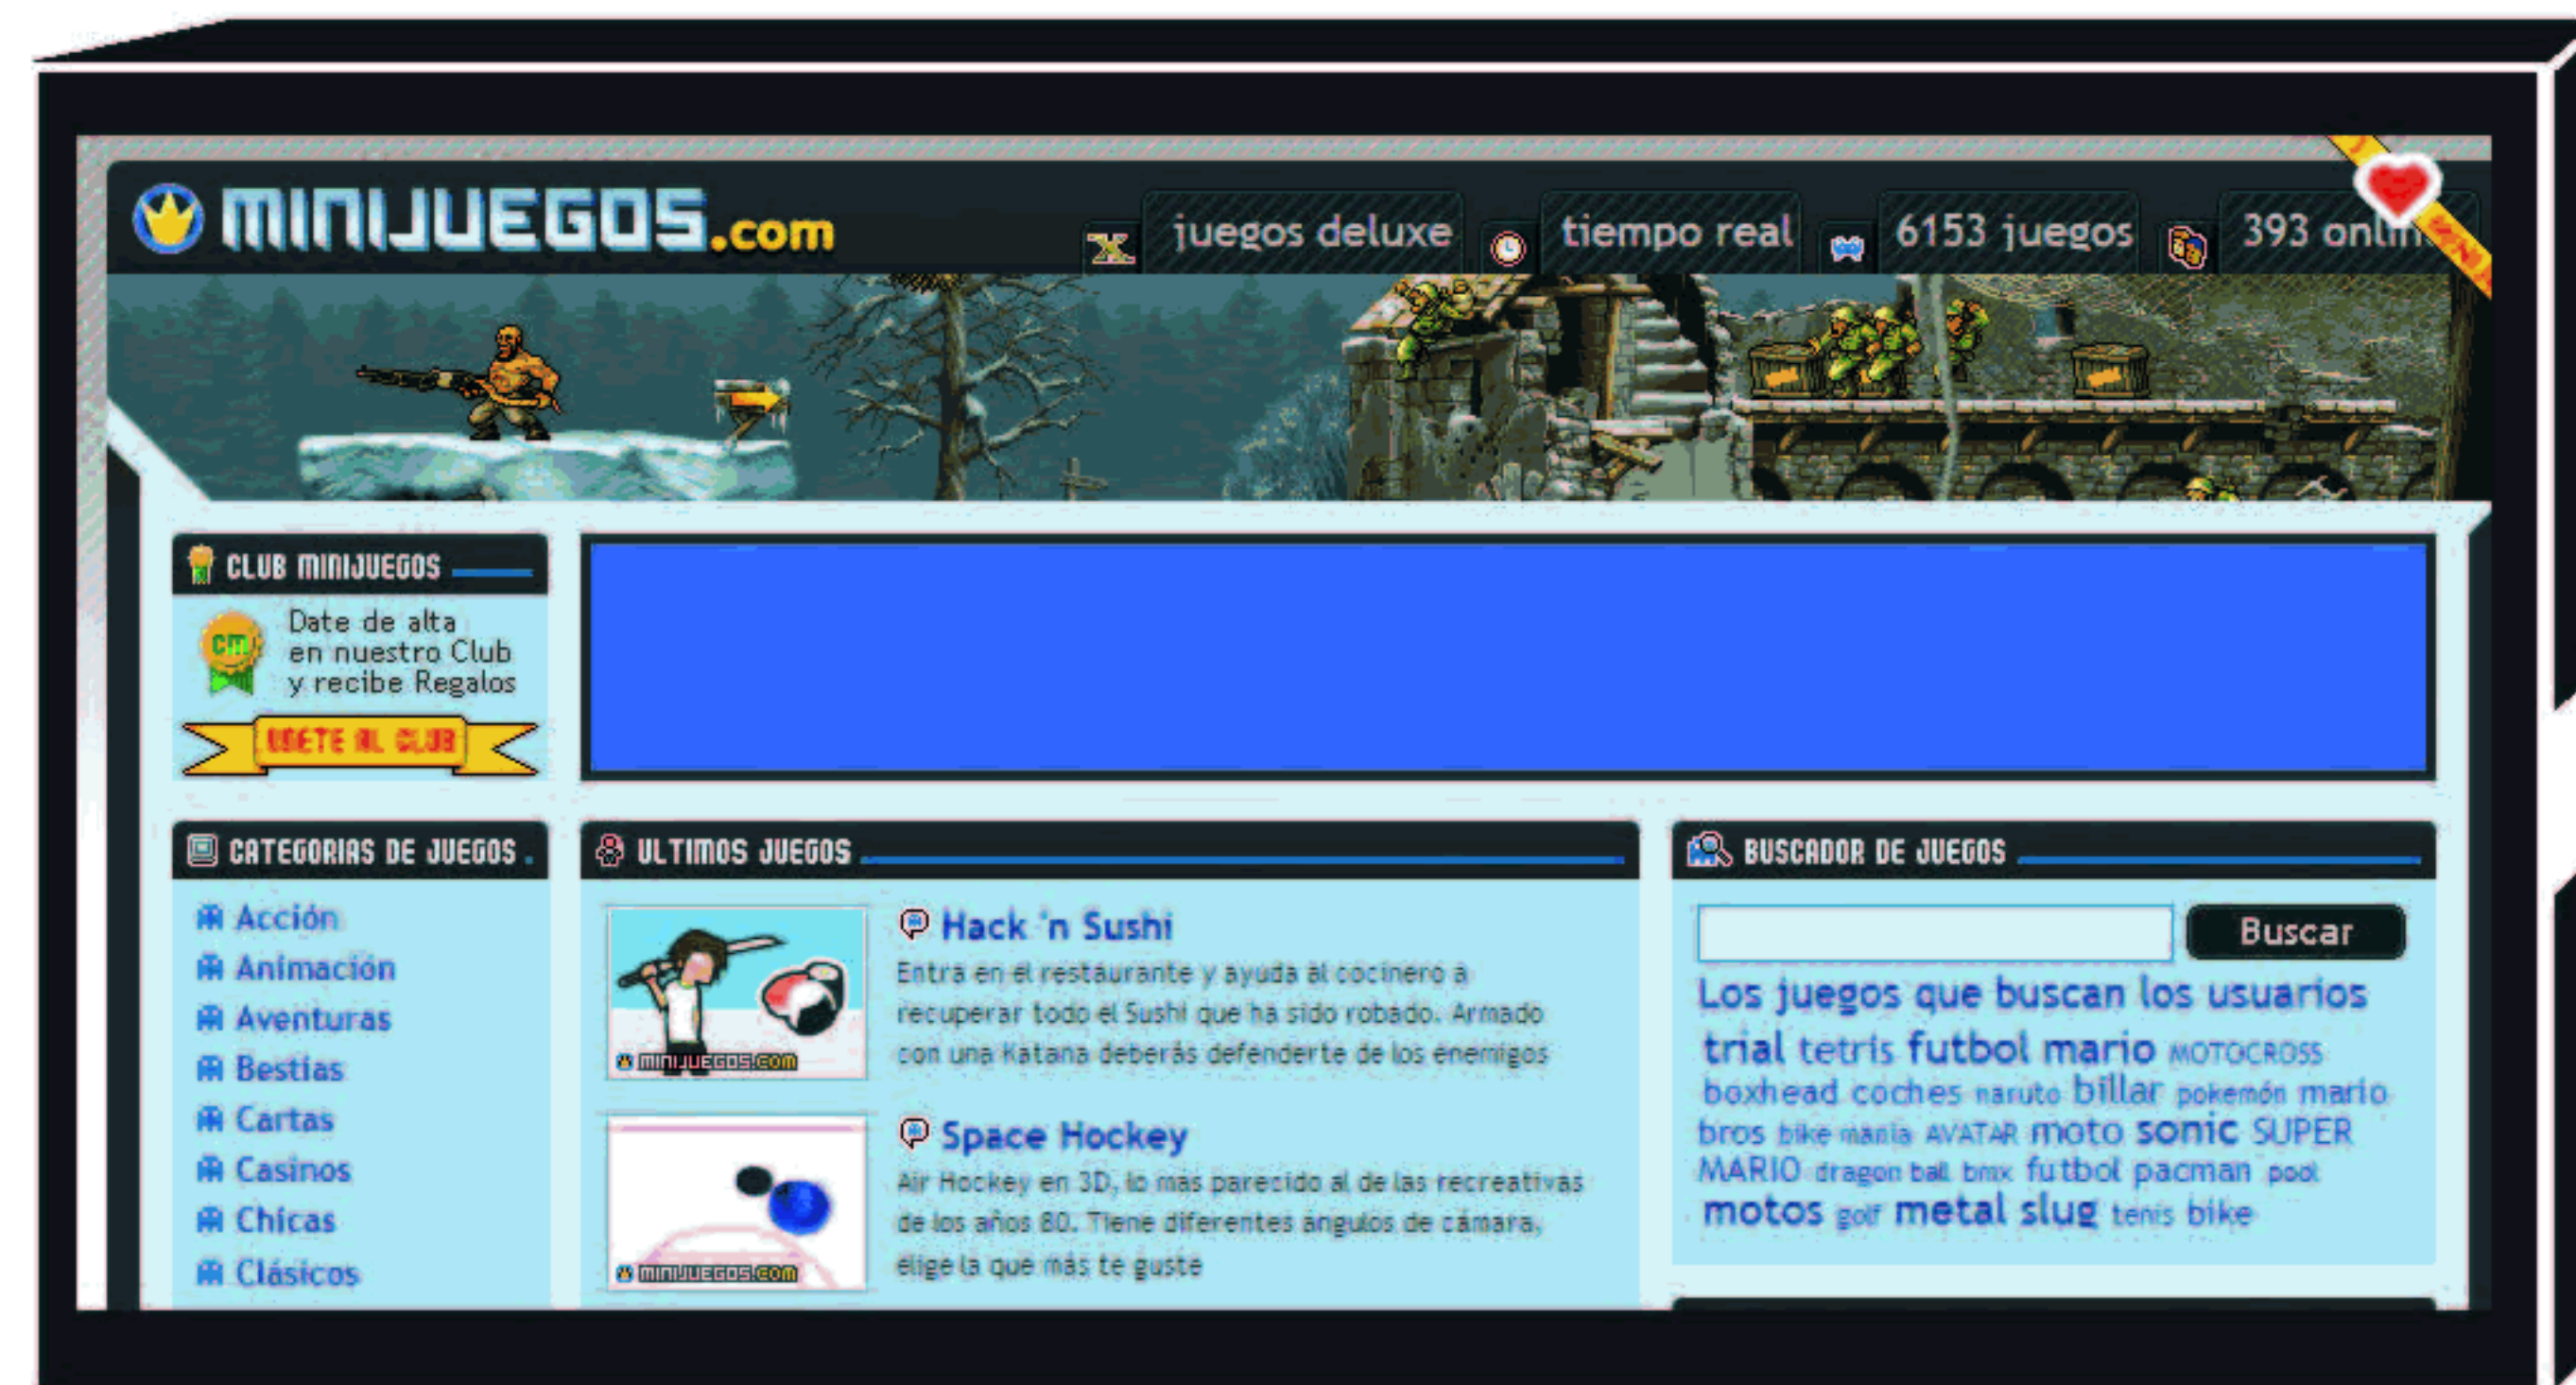 MINIJUEGOS.com
juegos deluxe
tiempo real
6153 juegos
393 onlin
CLUB MINIJUEGOS
cm
Date de alta
en nuestro Club
y recibe Regalos
UNETE AL CLUB
CATEGORIAS DE JUEGOS
Acción
Animación
Aventuras
Bestias
Cartas
Casinos
Chicas
Clásicos
ULTIMOS JUEGOS
MINIJUEGOS.com
Hack 'n Sushi
Entra en el restaurante y ayuda al cocinero a
recuperar todo el Sushi que ha sido robado. Armado
con una Katana deberás defenderte de los enemigos
MINIJUEGOS.com
Space Hockey
Air Hockey en 3D, lo mas parecido al de las recreativas
de los años 80. Tiene diferentes ángulos de cámara,
elige la que más te guste
BUSCADOR DE JUEGOS
Buscar
Los juegos que buscan los usuarios
trial tetris futbol mario MOTOCROSS
boxhead coches naruto billar pokemón mario
bros bike mania AVATAR moto sonic SUPER
MARIO dragon ball bmx futbol pacman pool
motos golf metal slug tenis bike